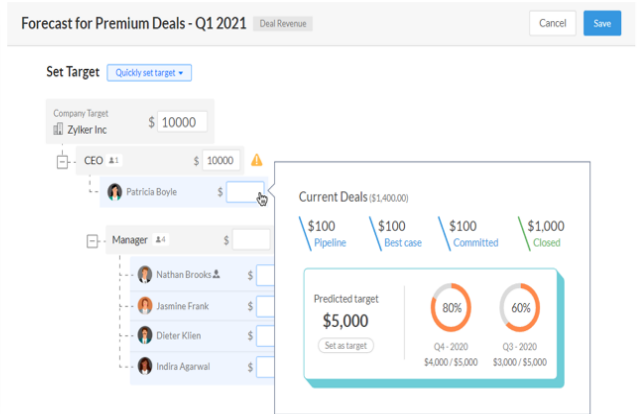 Forecast for Premium Deals - Q1 2021 Deal Revenue Cancel Save
Set Target Quickly set target
Company Target
Zylker Inc $ 10000
CEO 1 $ 10000
Patricia Boyle $
Manager 4 $
Nathan Brooks $
Jasmine Frank $
Dieter Klien $
Indira Agarwal $
Current Deals ($1,400.00)
$100 $100 $100 $1,000
Pipeline Best case Committed Closed
Predicted target
$5,000
Set as target
80% 60%
Q4 - 2020 Q3 - 2020
$4,000 / $5,000 $3,000 / $5,000